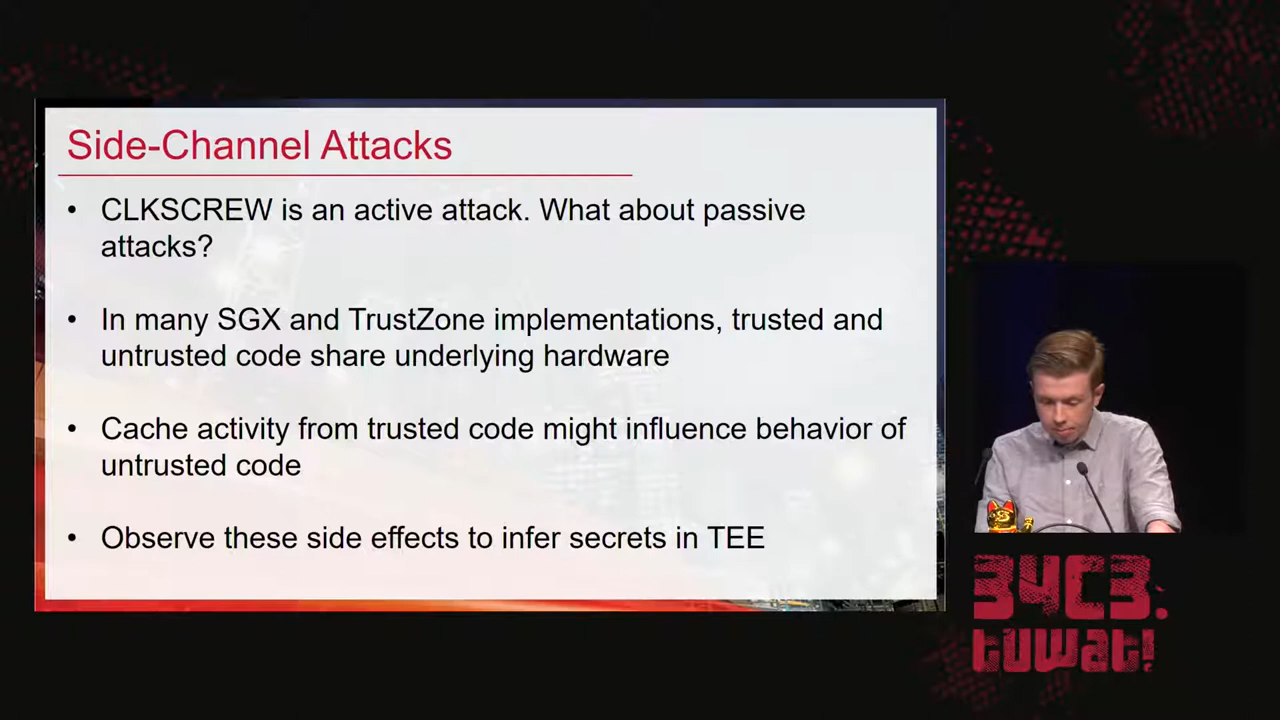 Side-Channel Attacks
• CLKSCREW is an active attack. What about passive
attacks?
• In many SGX and TrustZone implementations, trusted and
untrusted code share underlying hardware
• Cache activity from trusted code might influence behavior of
untrusted code
• Observe these side effects to infer secrets in TEE
34C3.
tuwat!